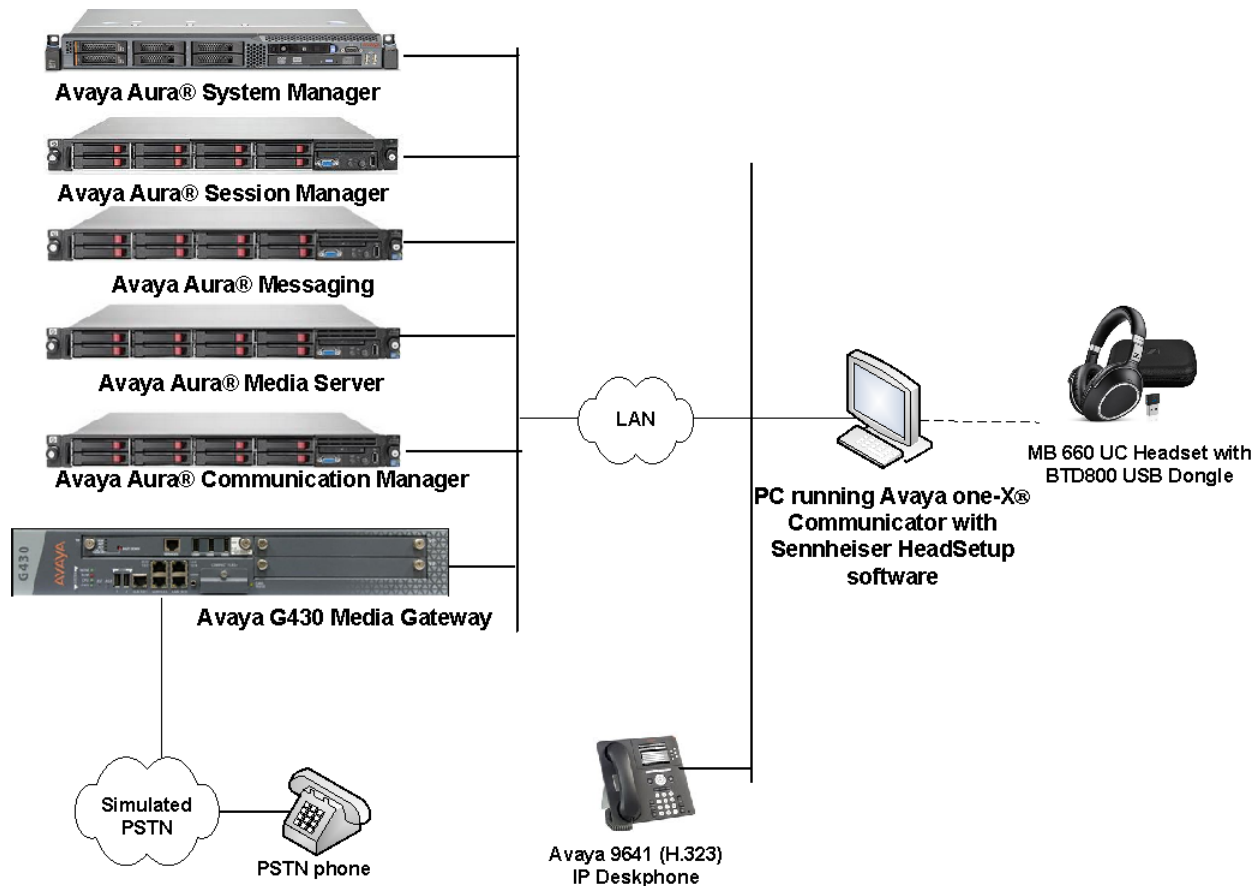 Avaya Aura® System Manager
Avaya Aura® Session Manager
Avaya Aura® Messaging
Avaya Aura® Media Server
Avaya Aura® Communication Manager
G430
AVAYA
Avaya G430 Media Gateway
LAN
PC running Avaya one-X®
Communicator with
Sennheiser HeadSetup
software
MB 660 UC Headset with
BTD800 USB Dongle
Simulated
PSTN
PSTN phone
Avaya 9641 (H.323)
IP Deskphone